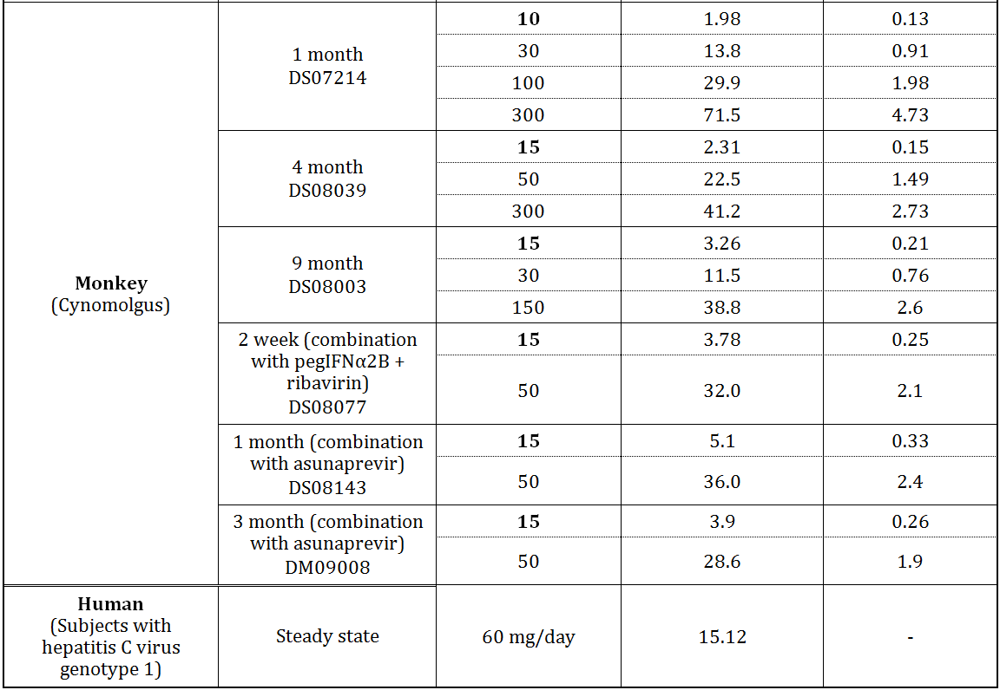 Monkey
(Cynomolgus)
1 month
DS07214
10 1.98 0.13
30 13.8 0.91
100 29.9 1.98
300 71.5 4.73
4 month
DS08039
15 2.31 0.15
50 22.5 1.49
300 41.2 2.73
9 month
DS08003
15 3.26 0.21
30 11.5 0.76
150 38.8 2.6
2 week (combination
with pegIFNα2B +
ribavirin)
DS08077
15 3.78 0.25
50 32.0 2.1
1 month (combination
with asunaprevir)
DS08143
15 5.1 0.33
50 36.0 2.4
3 month (combination
with asunaprevir)
DM09008
15 3.9 0.26
50 28.6 1.9
Human
(Subjects with
hepatitis C virus
genotype 1)
Steady state
60 mg/day 15.12 -